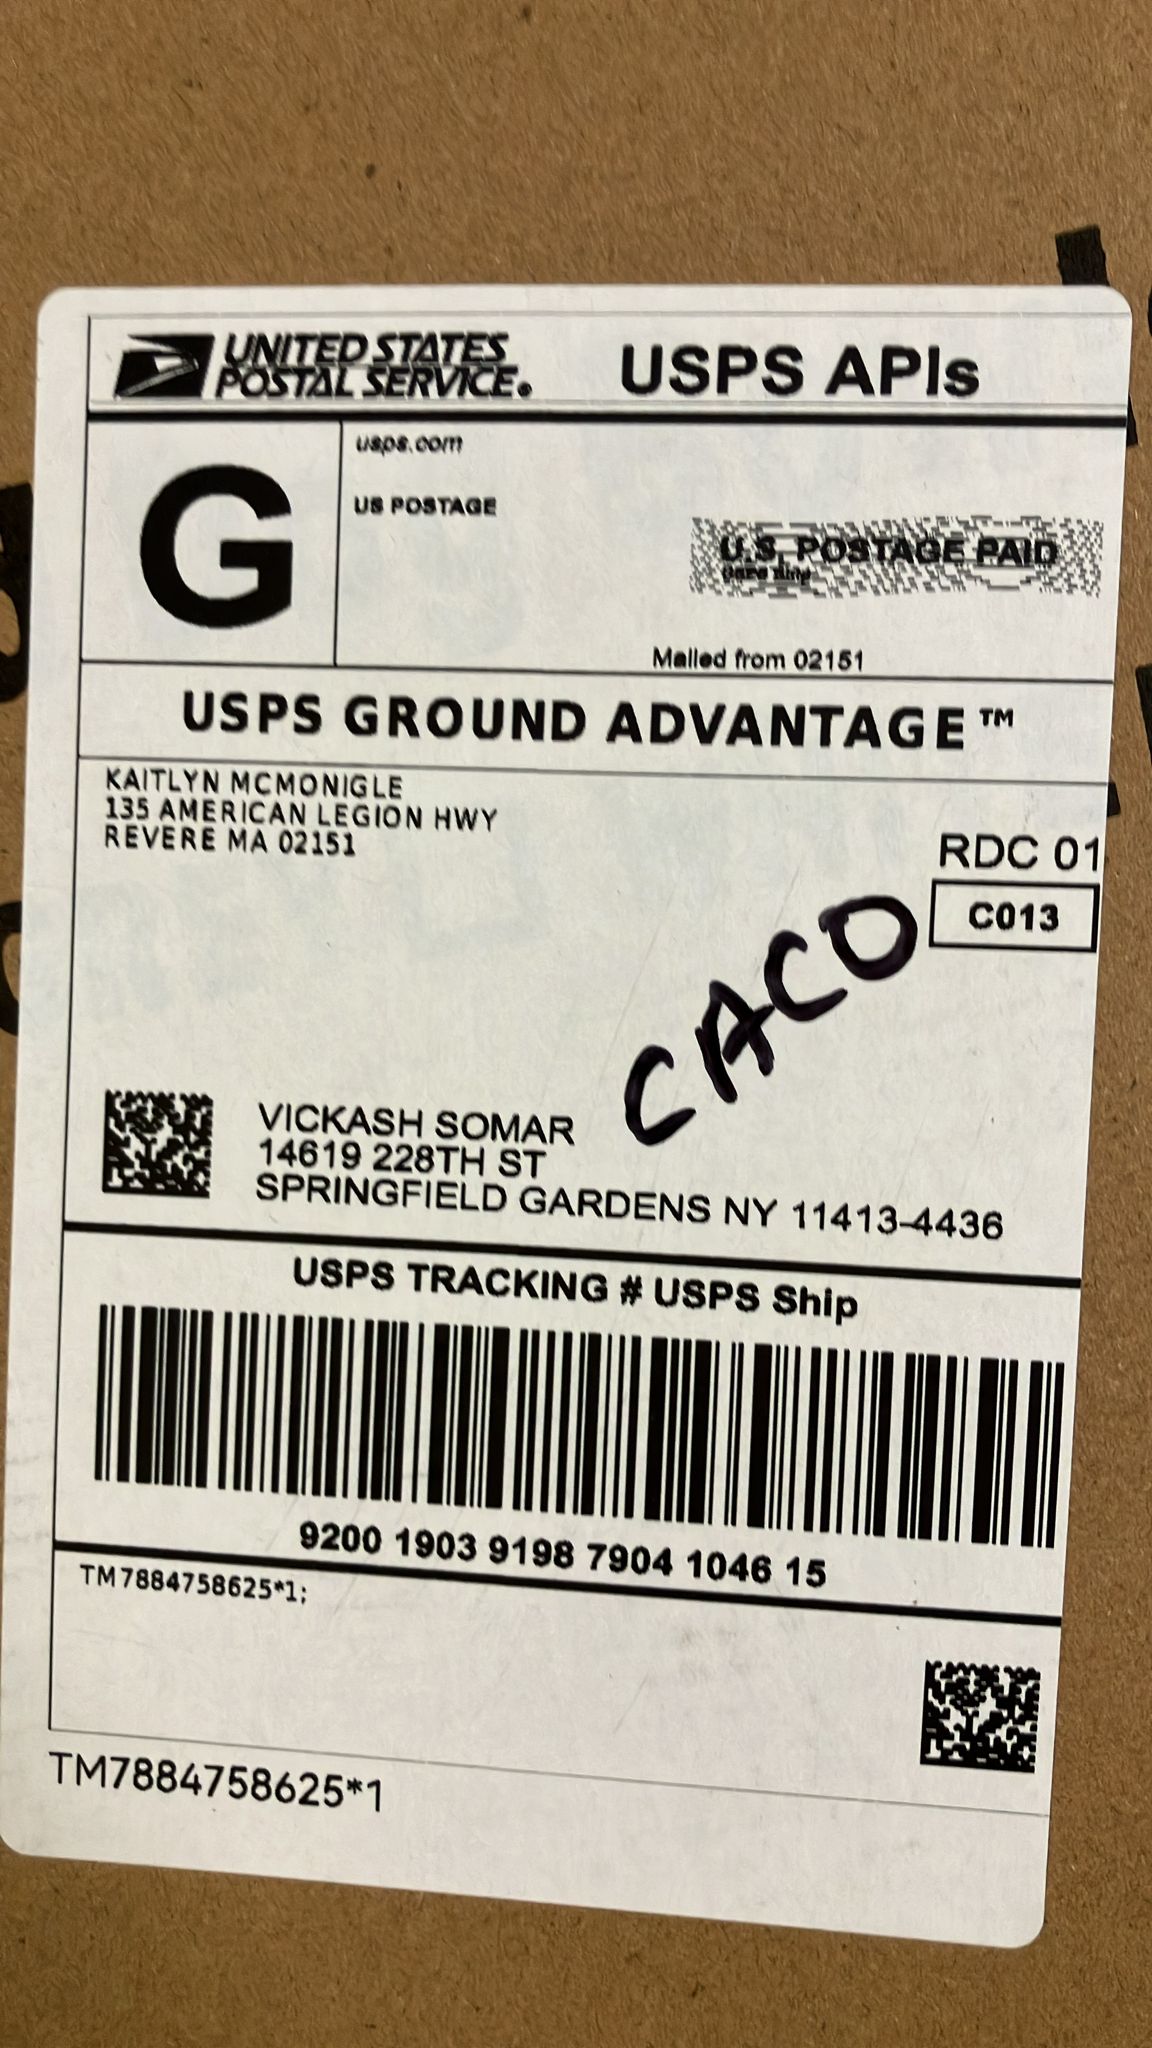 UNITED STATES
POSTAL SERVICE®
USPS APIs
G
usps.com
US POSTAGE
U.S. POSTAGE PAID
Mailed from 02151
USPS GROUND ADVANTAGE™
KAITLYN MCMONIGLE
135 AMERICAN LEGION HWY
REVERE MA 02151
RDC 01
C013
CACO
VICKASH SOMAR
14619 228TH ST
SPRINGFIELD GARDENS NY 11413-4436
USPS TRACKING # USPS Ship
9200 1903 9198 7904 1046 15
TM7884758625*1;
TM7884758625*1